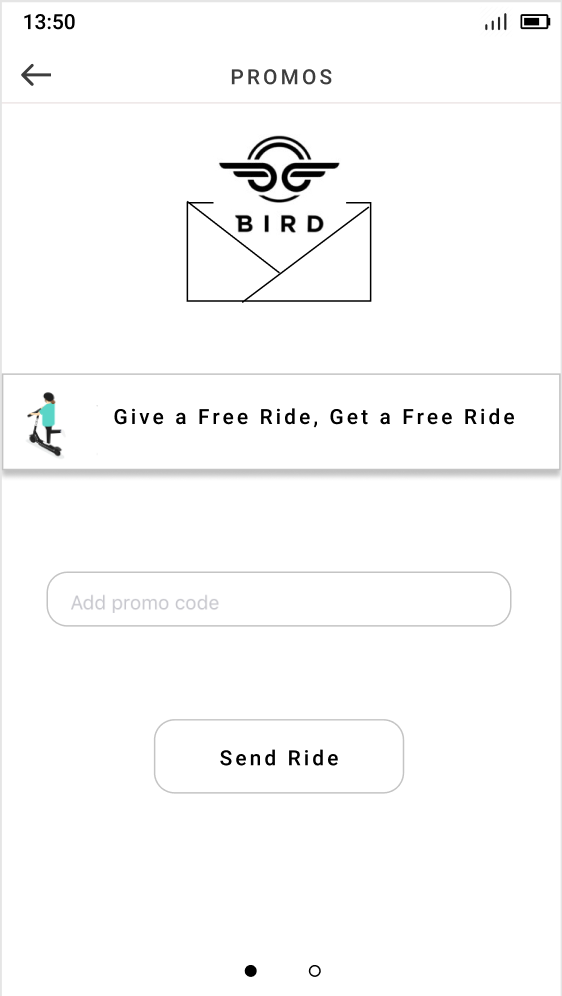 13:50
PROMOS
BIRD
Give a Free Ride, Get a Free Ride
Add promo code
Send Ride